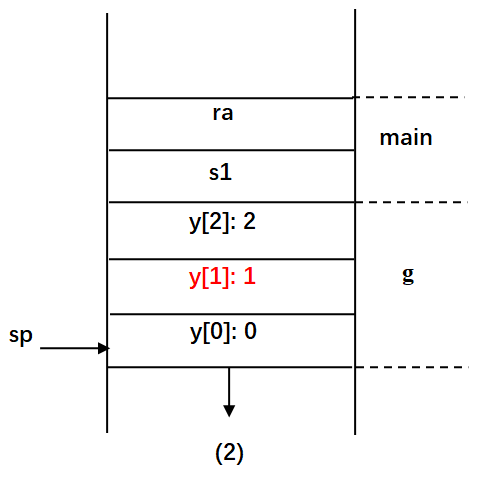 ra
main
s1
y[2]: 2
y[1]: 1
g
y[0]: 0
sp
(2)